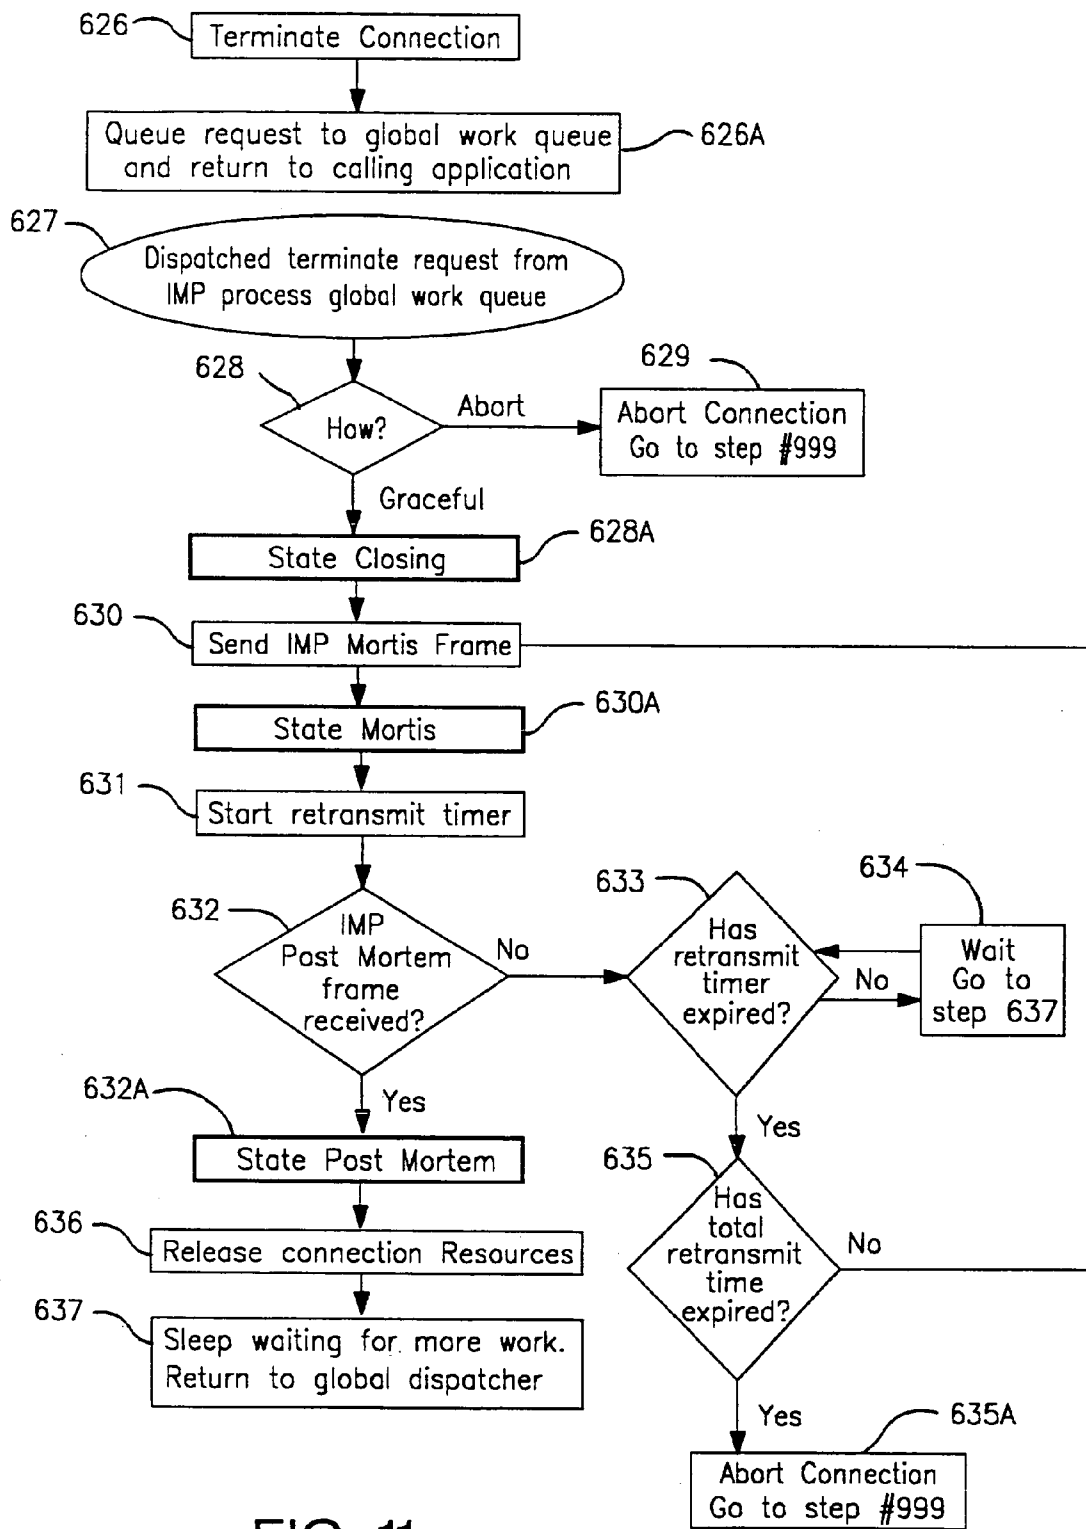 626
Terminate Connection
Queue request to global work queue
and return to calling application
626A
627
Dispatched terminate request from
IMP process global work queue
628
How?
Abort
629
Abort Connection
Go to step #999
Graceful
628A
State Closing
630
Send IMP Mortis Frame
630A
State Mortis
631
Start retransmit timer
632
IMP
Post Mortem
frame
received?
No
633
Has
retransmit
timer
expired?
No
634
Wait
Go to
step 637
632A
Yes
State Post Mortem
Yes
635
Has
total
retransmit
time
expired?
No
636
Release connection Resources
637
Sleep waiting for more work.
Return to global dispatcher
Yes
635A
Abort Connection
Go to step #999
FIG. 11